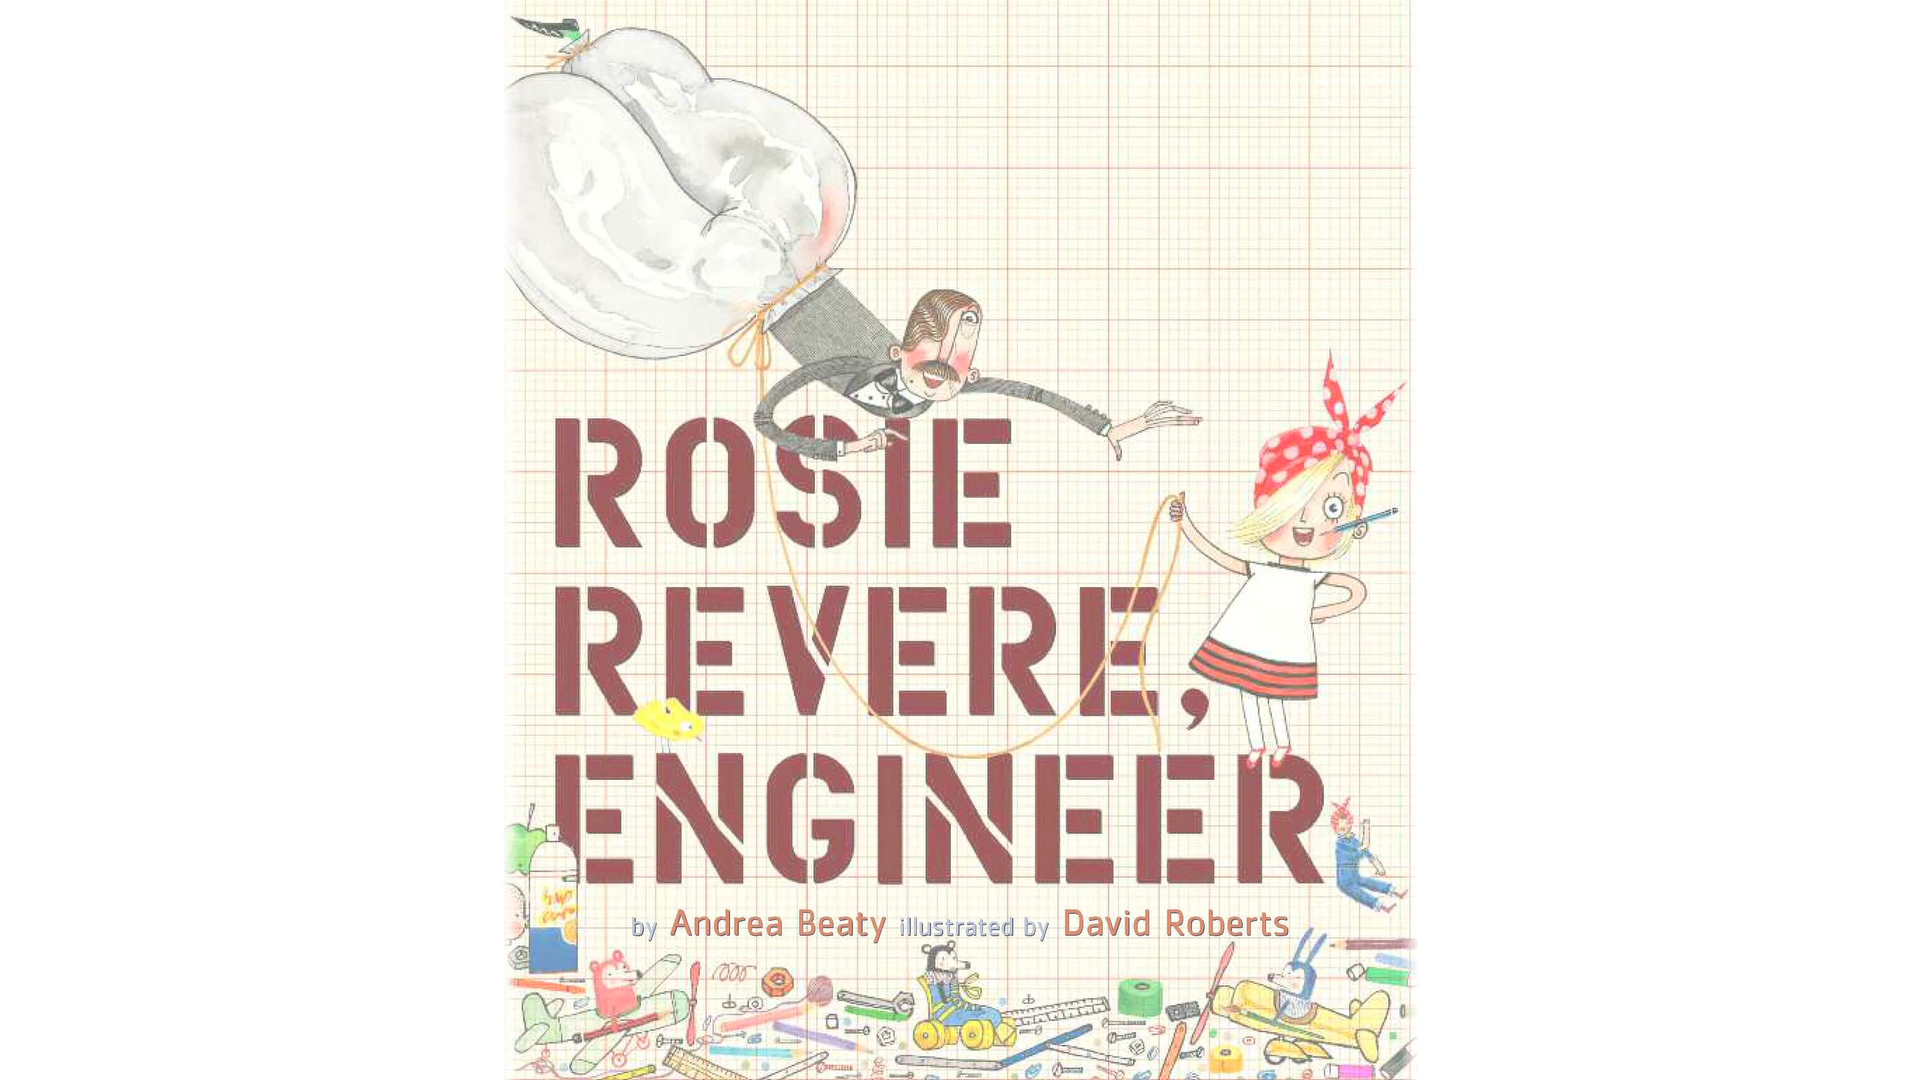 ROSIE
REVERE,
ENGINEER
by Andrea Beaty illustrated by David Roberts